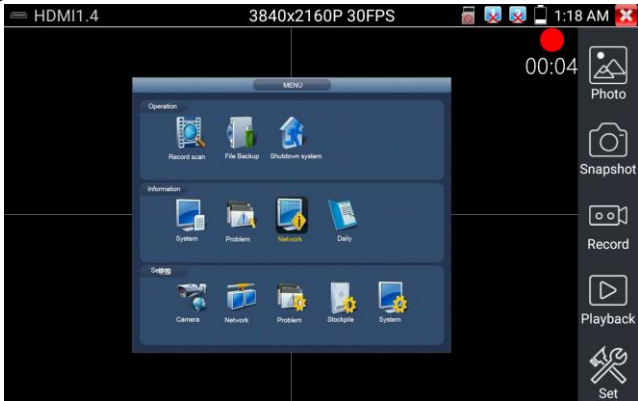 HDMI1.4 3840x2160P 30FPS 1:18 AM
00:04
Photo
Snapshot
Record
Playback
Set
MENU
Operation
Record scan File Backup Shutdown system
Information
System Problem Network Daily
Camera Network Problem Stockpile System